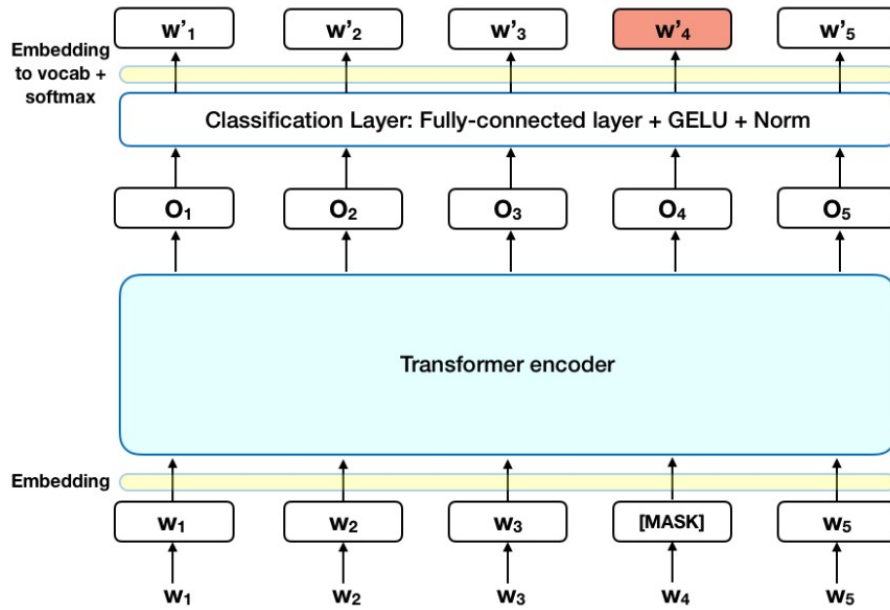 w'₁ w'₂ w'₃ w'₄ w'₅
Embedding
to vocab +
softmax
Classification Layer: Fully-connected layer + GELU + Norm
O₁ O₂ O₃ O₄ O₅
Transformer encoder
Embedding
w₁ w₂ w₃ [MASK] w₅
w₁ w₂ w₃ w₄ w₅